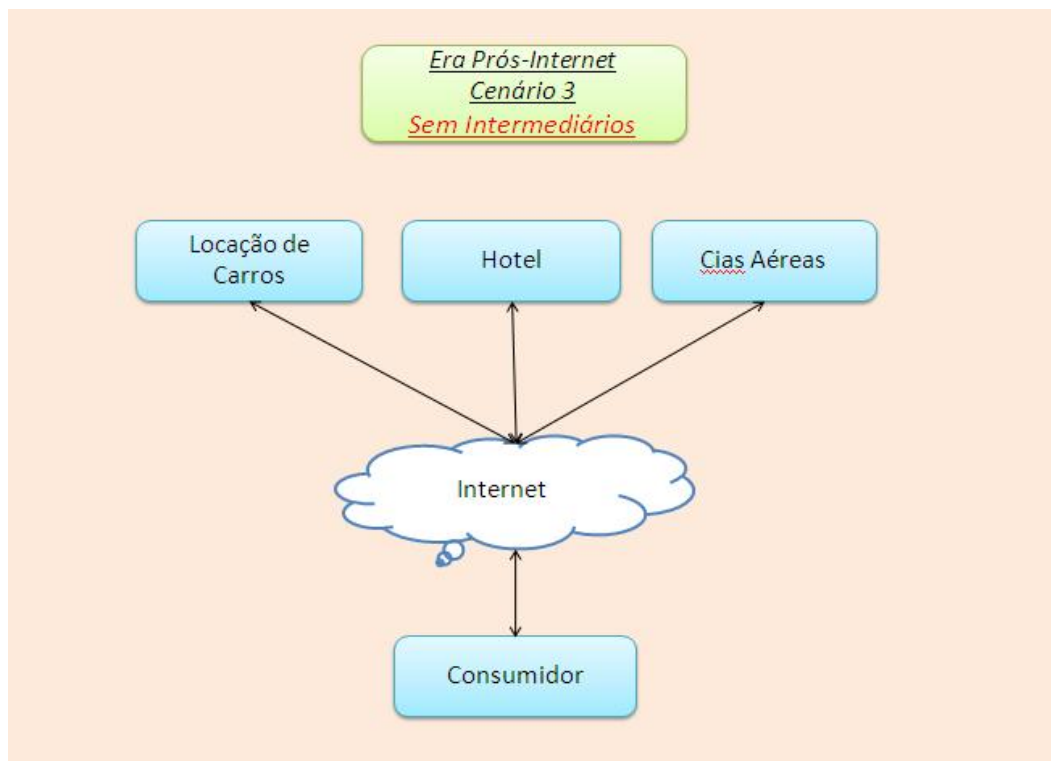 Era Prós-Internet
Cenário 3
Sem Intermediários
Locação de
Carros
Hotel
Cias Aéreas
Internet
Consumidor